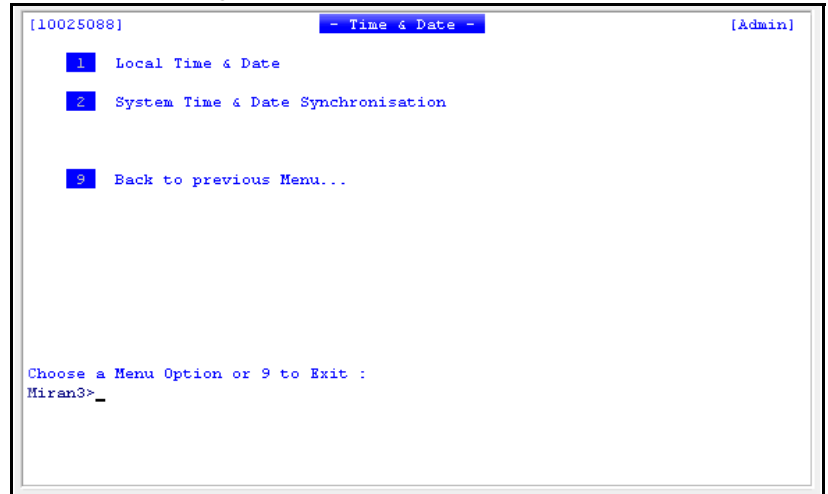 [10025088] - Time & Date - [Admin]
1 Local Time & Date
2 System Time & Date Synchronisation
9 Back to previous Menu...
Choose a Menu Option or 9 to Exit :
Miran3>_